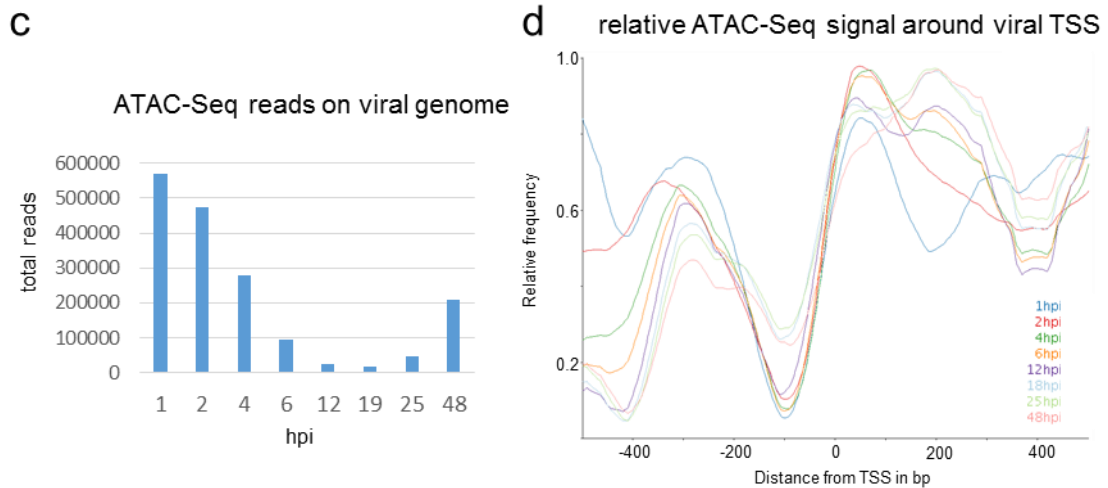 c
ATAC-Seq reads on viral genome
total reads
600000
500000
400000
300000
200000
100000
0
1 2 4 6 12 19 25 48
hpi
d
relative ATAC-Seq signal around viral TSS
Relative frequency
1.0
0.6
0.2
1hpi
2hpi
4hpi
6hpi
12hpi
18hpi
25hpi
48hpi
-400 -200 0 200 400
Distance from TSS in bp